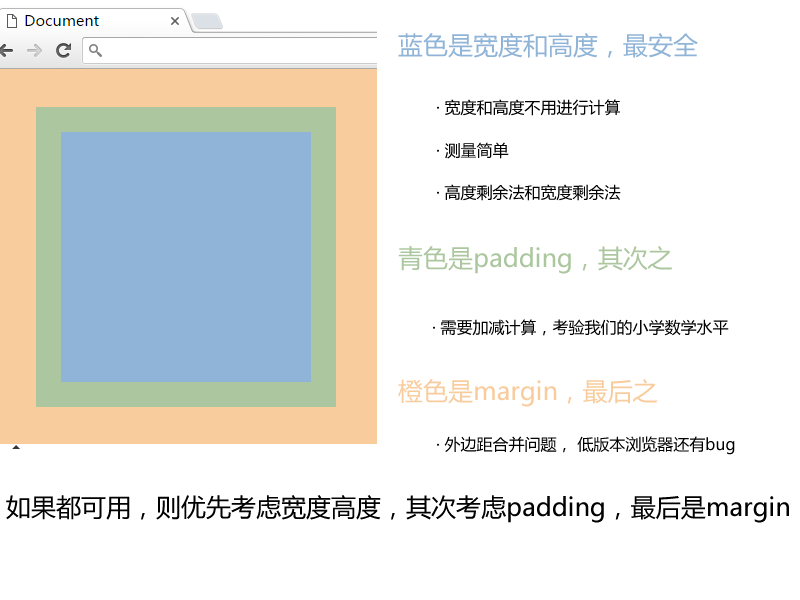 Document
蓝色是宽度和高度，最安全
· 宽度和高度不用进行计算
· 测量简单
· 高度剩余法和宽度剩余法
青色是padding，其次之
· 需要加减计算，考验我们的小学数学水平
橙色是margin，最后之
· 外边距合并问题， 低版本浏览器还有bug
如果都可用，则优先考虑宽度高度，其次考虑padding，最后是margin